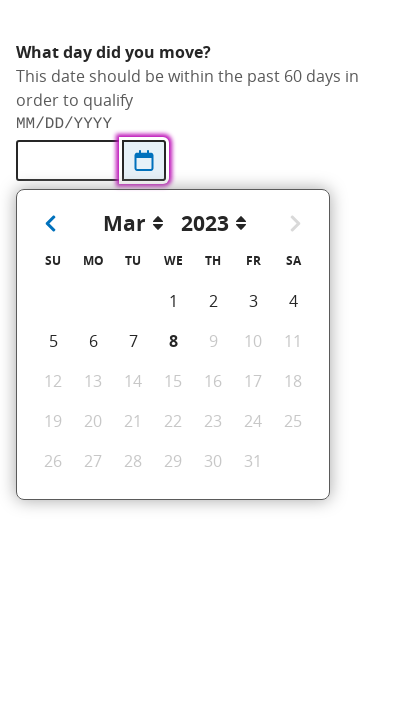 What day did you move?
This date should be within the past 60 days in
order to qualify
MM/DD/YYYY
Mar 2023
SU MO TU WE TH FR SA
1 2 3 4
5 6 7 8 9 10 11
12 13 14 15 16 17 18
19 20 21 22 23 24 25
26 27 28 29 30 31